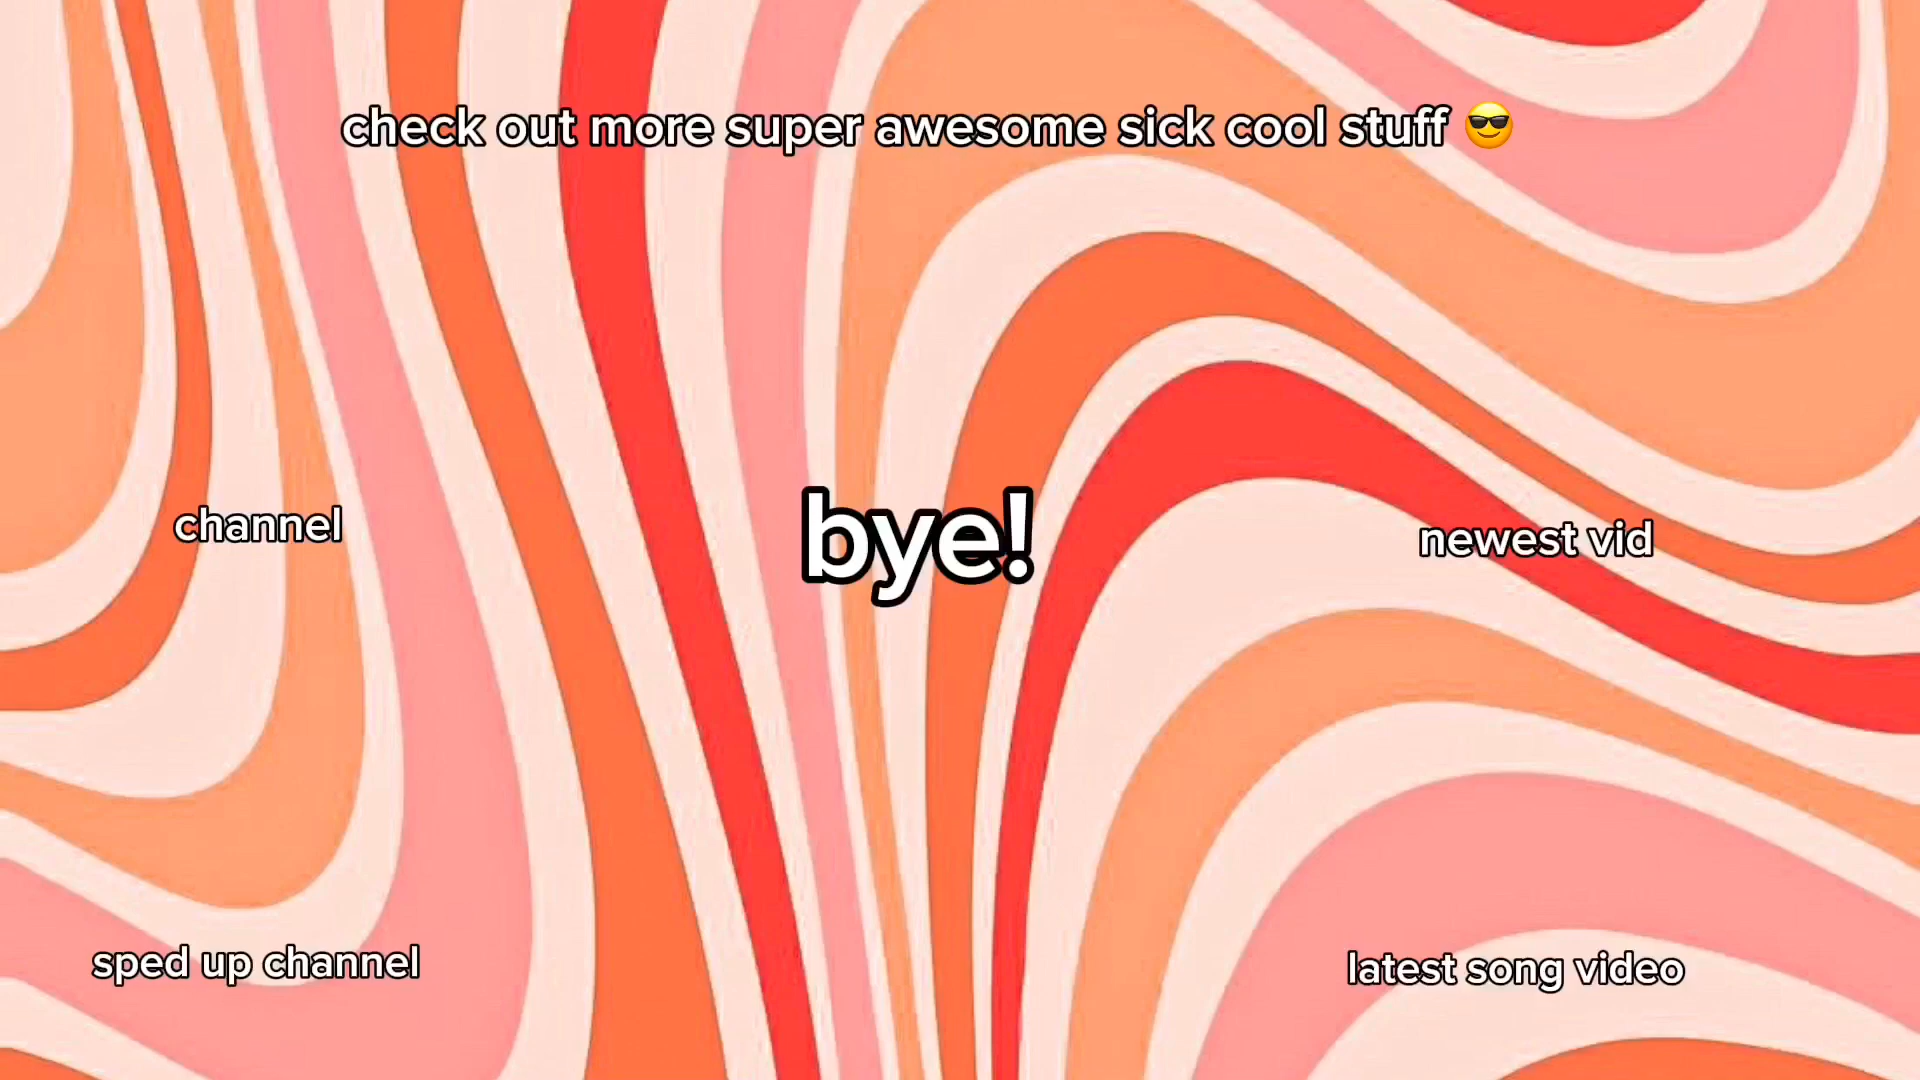 check out more super awesome sick cool stuff 😎
channel
bye!
newest vid
sped up channel
latest song video